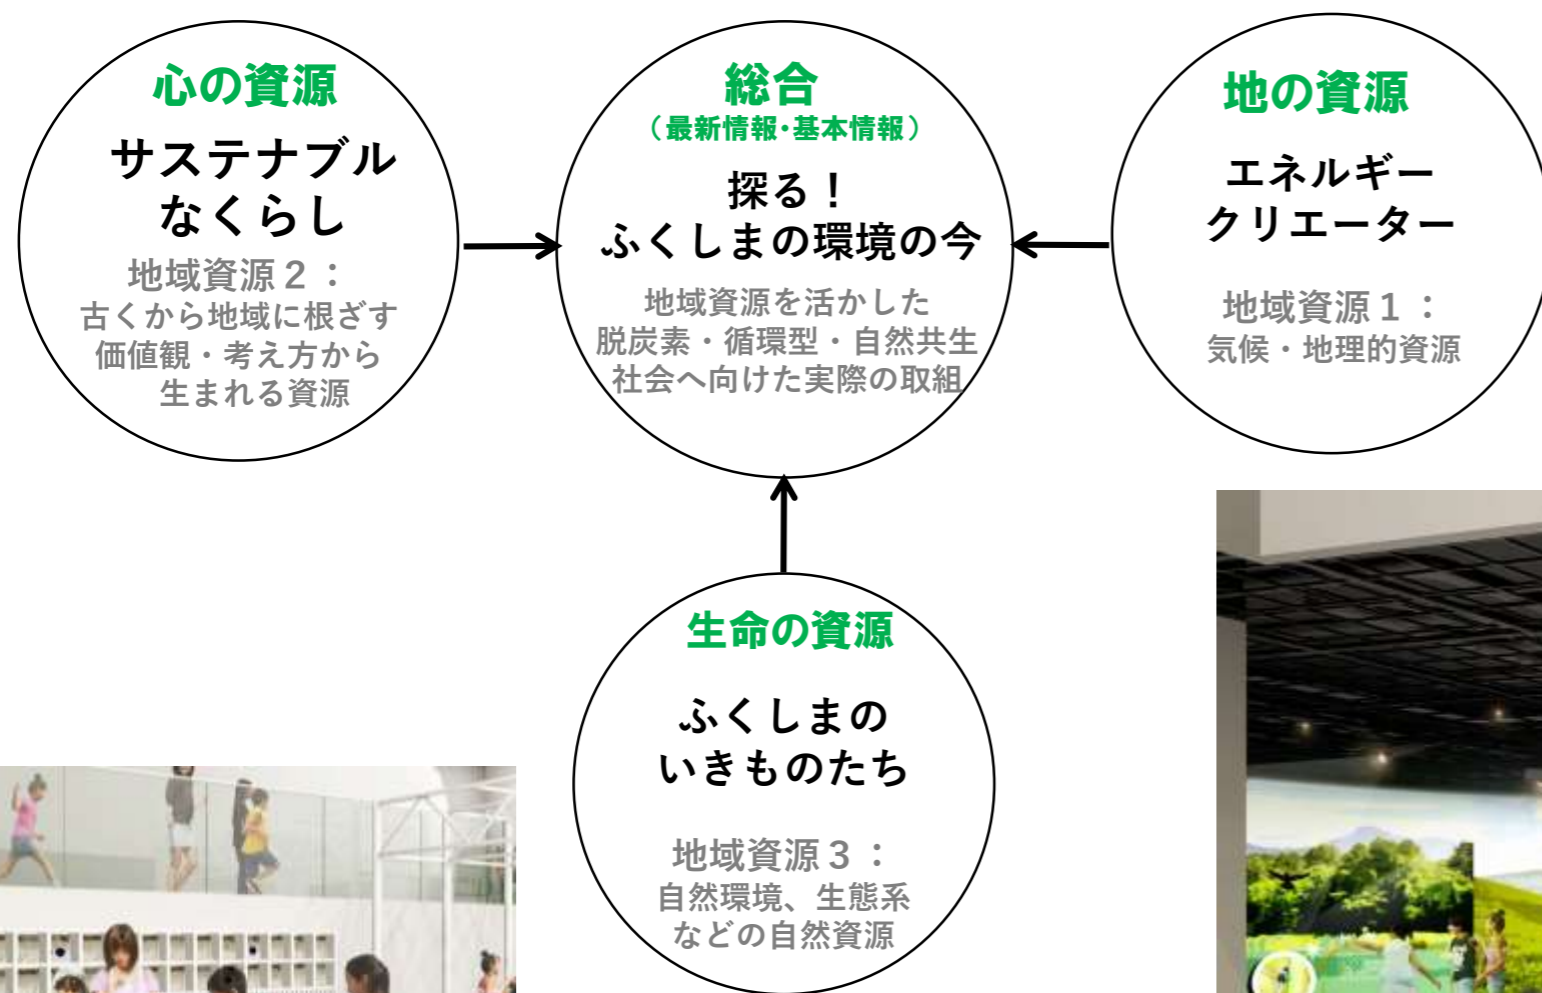 心の資源
サステナブル
なくらし
地域資源２：
古くから地域に根ざす
価値観・考え方から
生まれる資源
総合
（最新情報・基本情報）
探る！
ふくしまの環境の今
地域資源を活かした
脱炭素・循環型・自然共生
社会へ向けた実際の取組
地の資源
エネルギー
クリエーター
地域資源１：
気候・地理的資源
生命の資源
ふくしまの
いきものたち
地域資源３：
自然環境、生態系
などの自然資源